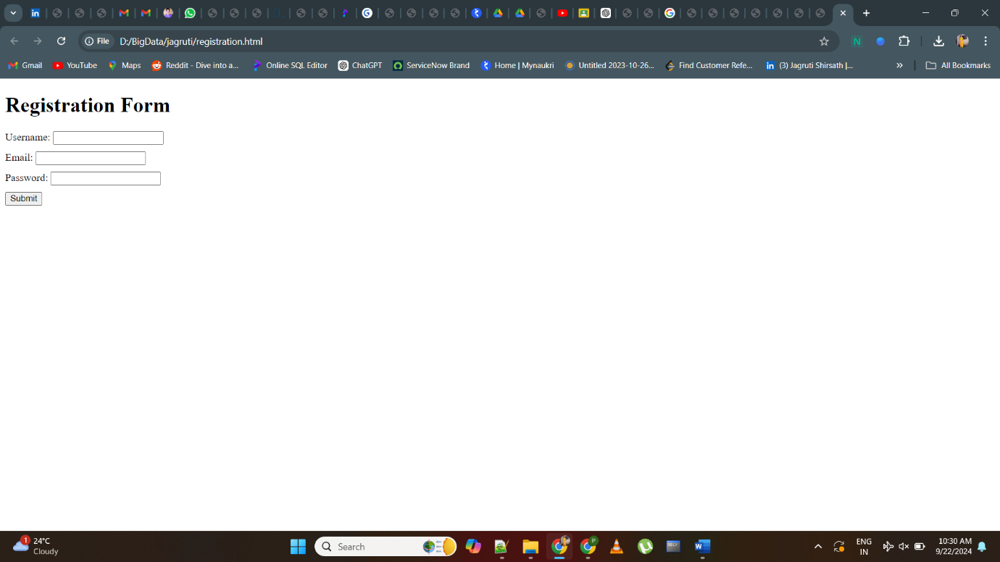 File
D:/BigData/jagruti/registration.html
Gmail
YouTube
Maps
Reddit - Dive into a...
Online SQL Editor
ChatGPT
ServiceNow Brand
Home | Mynaukri
Untitled 2023-10-26...
Find Customer Refe...
(3) Jagruti Shirsath |...
»
All Bookmarks
Registration Form
Username:
Email:
Password:
Submit
1
24°C
Cloudy
Search
P
ENG
IN
10:30 AM
9/22/2024